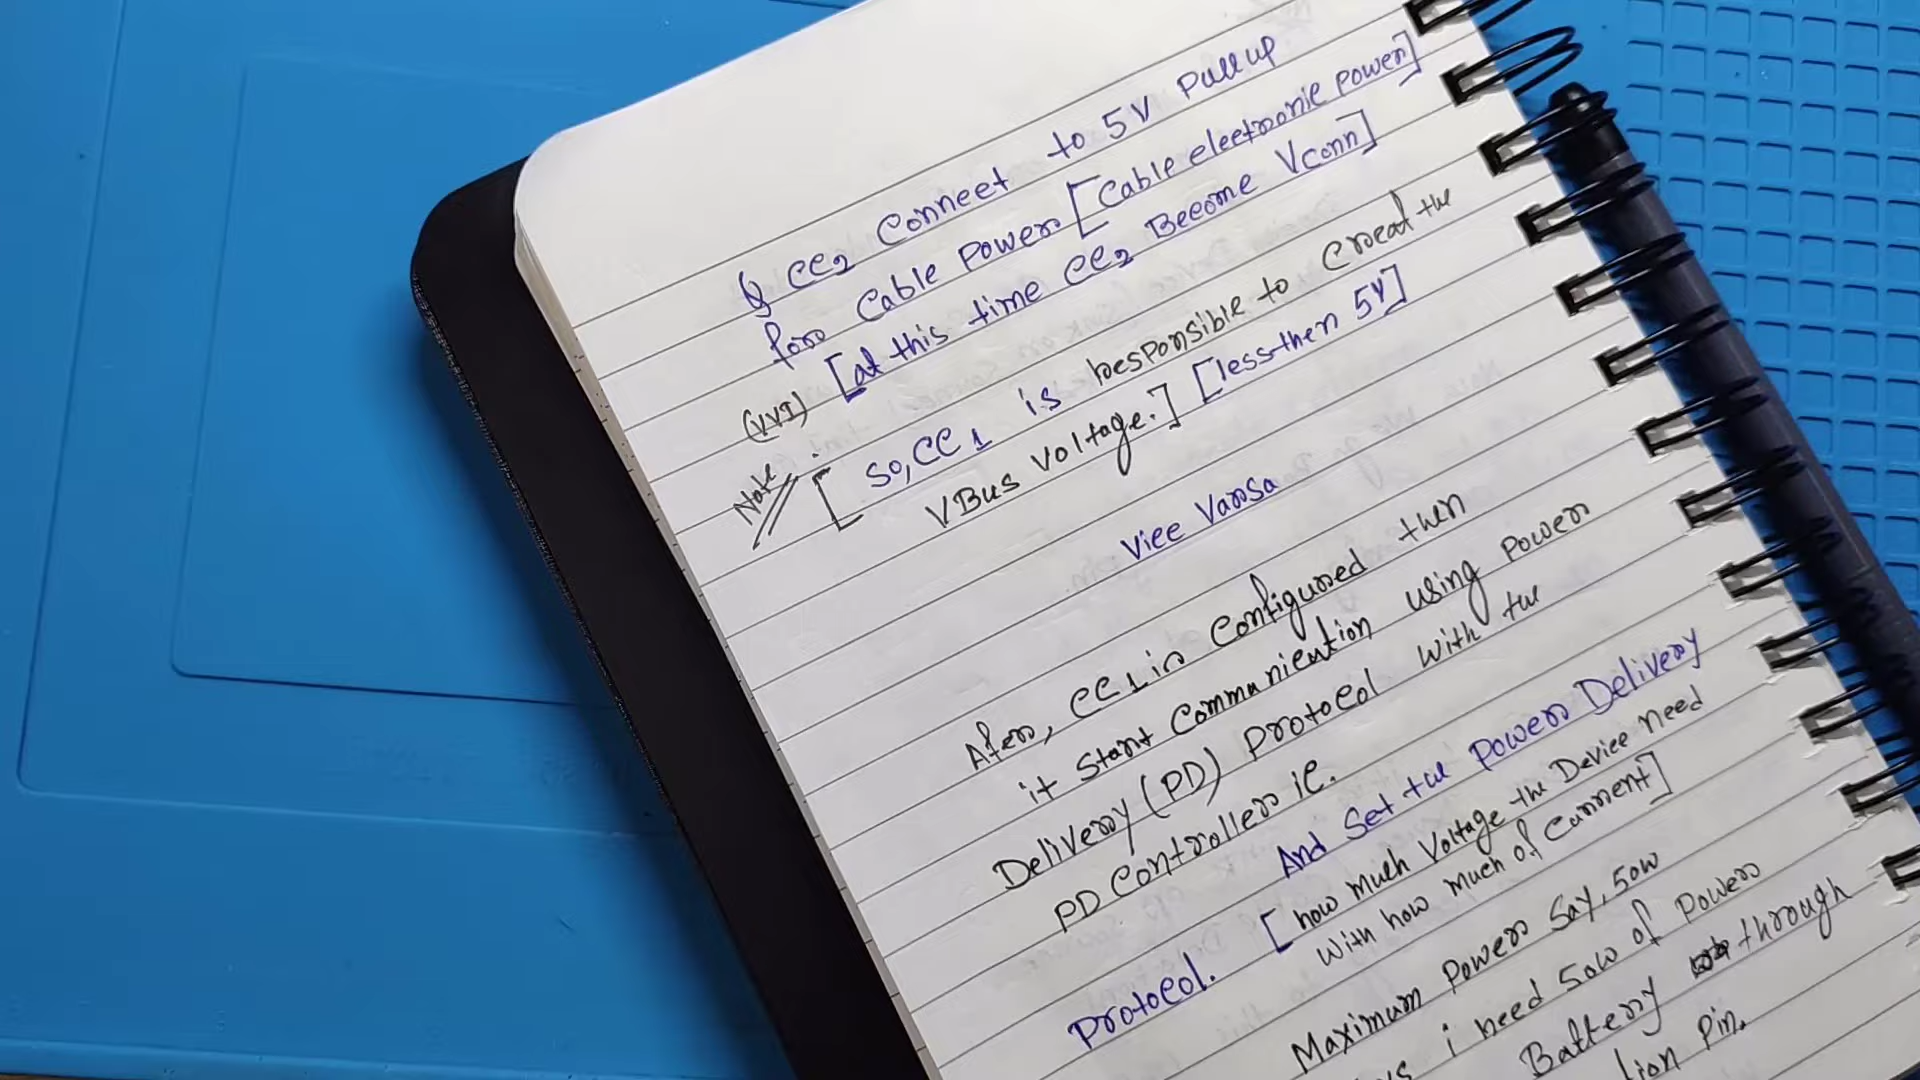 & CC2 Connect to 5V Pull up
for Cable Power [Cable electronic power]
[at this time CC2 Become Vconn]
(VVI)
Note [So, CC1 is responsible to creat the
VBus Voltage.] [less then 5V]
Vice Varsa
After, CC1 is Configured then
it start Communication using Power
Delivery (PD) Protocol with the
PD Controller ic.
And Set the Power Delivery
Protocol. [how much Voltage the Device need
with how much of Current]
Maximum Power Say, 50w
i need 50w of Power
Battery through
Pin.